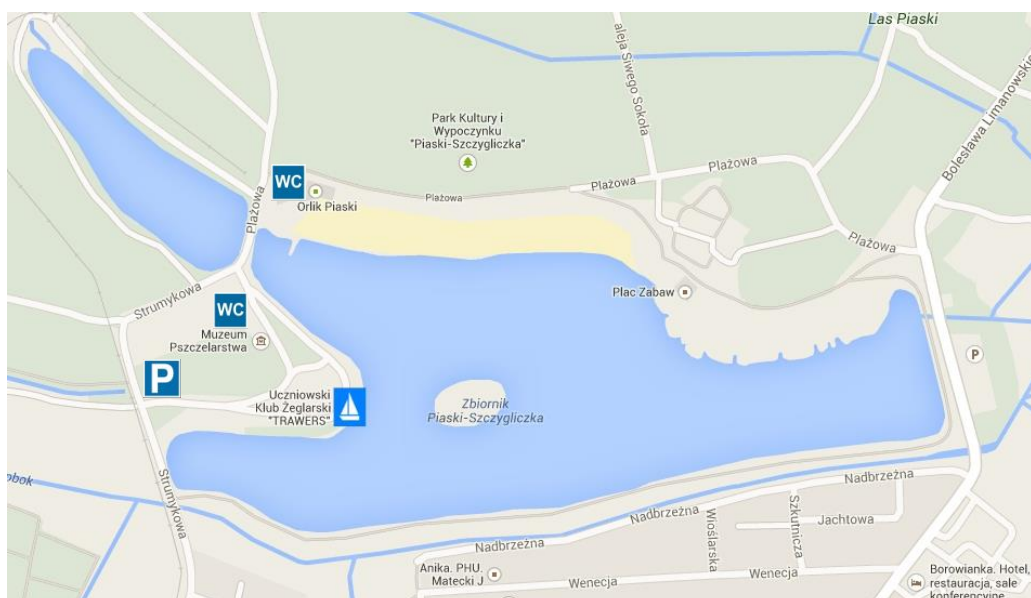 Las Piaski
aleja Siwego Sokoła
Bolesława Limanowskiego
Park Kultury i
Wypoczynku
"Piaski-Szczygliczka"
Plażowa
Plażowa
Plażowa
WC
Orlik Piaski
Plażowa
Plażowa
Strumykowa
Plac Zabaw
WC
Muzeum
Pszczelarstwa
P
P
Uczniowski
Klub Żeglarski
"TRAWERS"
Zbiornik
Piaski-Szczygliczka
Strumykowa
Nadbrzeżna
Nadbrzeżna
Nadbrzeżna
Wioślarska
Szkutnicza
Jachtowa
Anika. PHU.
Matecki J
Wenecja
Wenecja
Borowianka. Hotel,
restauracja, sale
konferencyjne